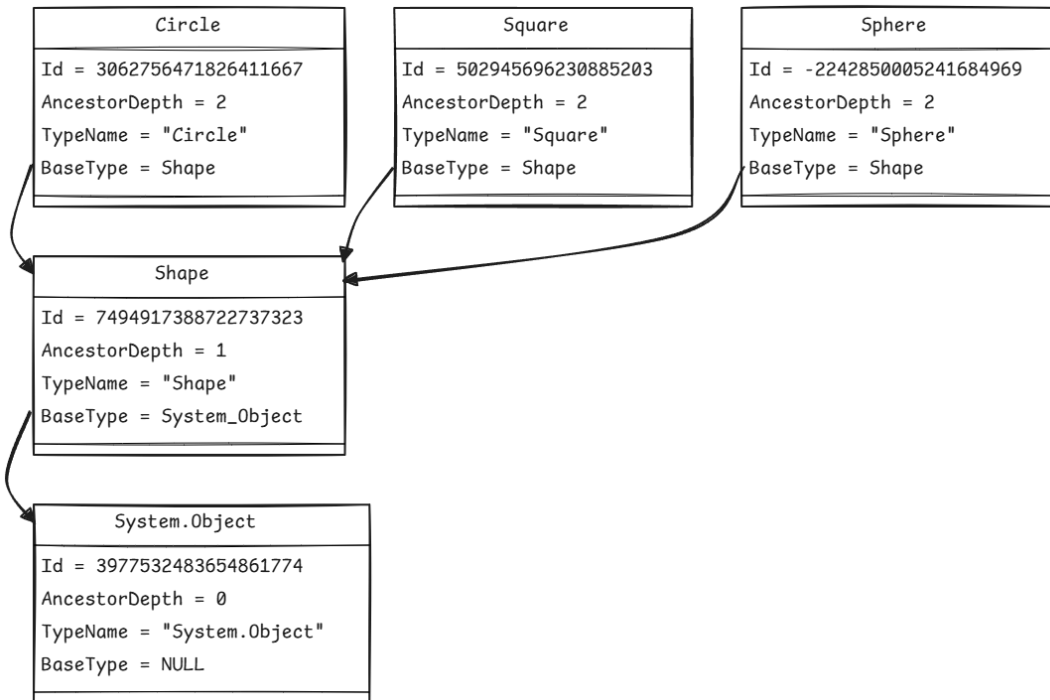 Circle
Id = 3062756471826411667
AncestorDepth = 2
TypeName = "Circle"
BaseType = Shape
Square
Id = 502945696230885203
AncestorDepth = 2
TypeName = "Square"
BaseType = Shape
Sphere
Id = -2242850005241684969
AncestorDepth = 2
TypeName = "Sphere"
BaseType = Shape
Shape
Id = 7494917388722737323
AncestorDepth = 1
TypeName = "Shape"
BaseType = System_Object
System.Object
Id = 3977532483654861774
AncestorDepth = 0
TypeName = "System.Object"
BaseType = NULL